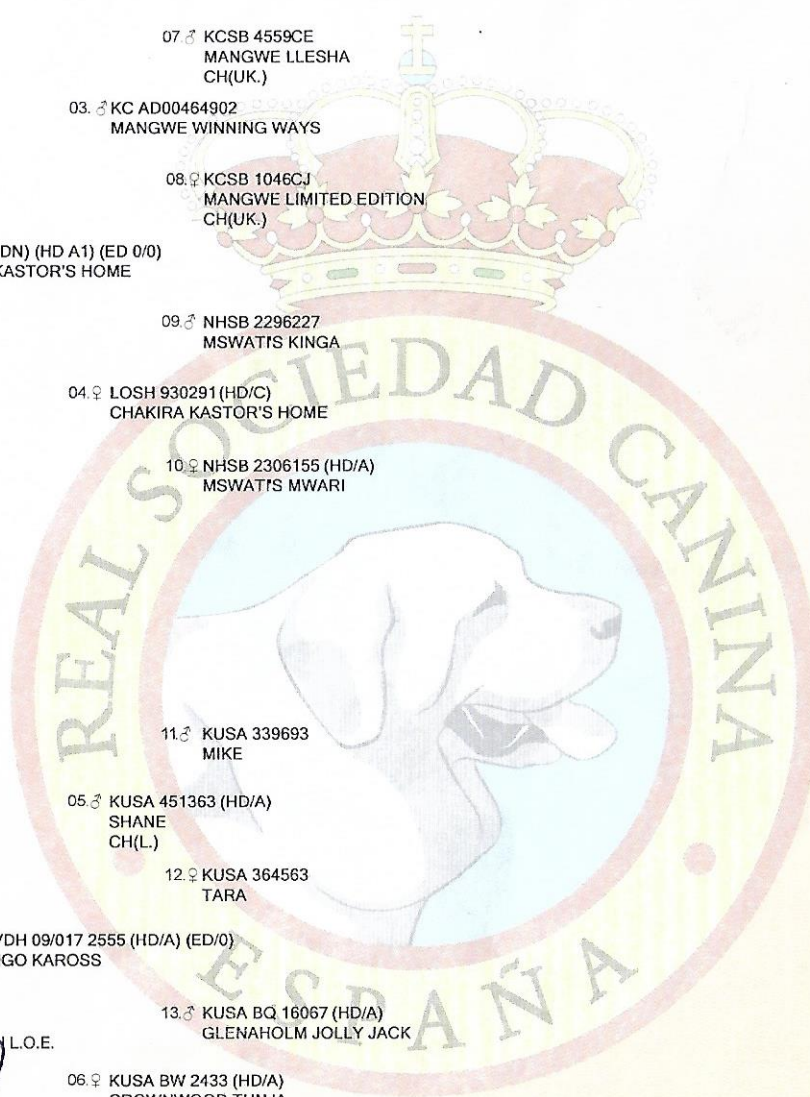 07.♂ KCSB 4559CE
MANGWE LLESHA
CH(UK.)
03. ♂ KC AD00464902
MANGWE WINNING WAYS
08.♀ KCSB 1046CJ
MANGWE LIMITED EDITION
CH(UK.)
DN) (HD A1) (ED 0/0)
KASTOR'S HOME
09.♂ NHSB 2296227
MSWATI'S KINGA
04.♀ LOSH 930291 (HD/C)
CHAKIRA KASTOR'S HOME
10.♀ NHSB 2306155 (HD/A)
MSWATI'S MWARI
REAL SOCIEDAD CANINA
ESPAÑA
11.♂ KUSA 339693
MIKE
05.♂ KUSA 451363 (HD/A)
SHANE
CH(L.)
12.♀ KUSA 364563
TARA
VDH 09/017 2555 (HD/A) (ED/0)
GO KAROSS
13.♂ KUSA BQ 16067 (HD/A)
GLENAHOLM JOLLY JACK
L.O.E.
06.♀ KUSA BW 2433 (HD/A)